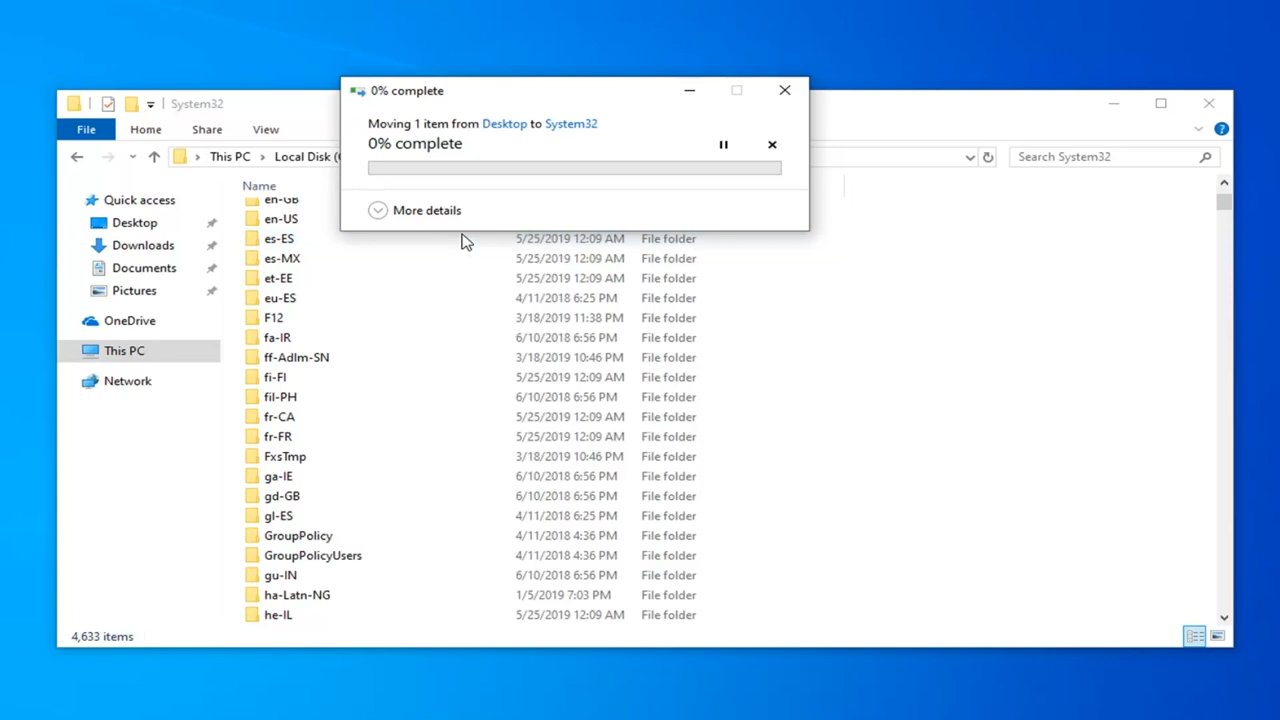 0% complete
Moving 1 item from Desktop to System32
0% complete
More details
System32
File Home Share View
This PC Local Disk (
Search System32
Quick access
Desktop
Downloads
Documents
Pictures
OneDrive
This PC
Network
Name
en-GB
en-US
es-ES 5/25/2019 12:09 AM File folder
es-MX 5/25/2019 12:09 AM File folder
et-EE 5/25/2019 12:09 AM File folder
eu-ES 4/11/2018 6:25 PM File folder
F12 3/18/2019 11:38 PM File folder
fa-IR 6/10/2018 6:56 PM File folder
ff-Adlm-SN 3/18/2019 10:46 PM File folder
fi-FI 5/25/2019 12:09 AM File folder
fil-PH 6/10/2018 6:56 PM File folder
fr-CA 5/25/2019 12:09 AM File folder
fr-FR 5/25/2019 12:09 AM File folder
FxsTmp 3/18/2019 10:46 PM File folder
ga-IE 6/10/2018 6:56 PM File folder
gd-GB 6/10/2018 6:56 PM File folder
gl-ES 4/11/2018 6:25 PM File folder
GroupPolicy 4/11/2018 4:36 PM File folder
GroupPolicyUsers 4/11/2018 4:36 PM File folder
gu-IN 6/10/2018 6:56 PM File folder
ha-Latn-NG 1/5/2019 7:03 PM File folder
he-IL 5/25/2019 12:09 AM File folder
4,633 items